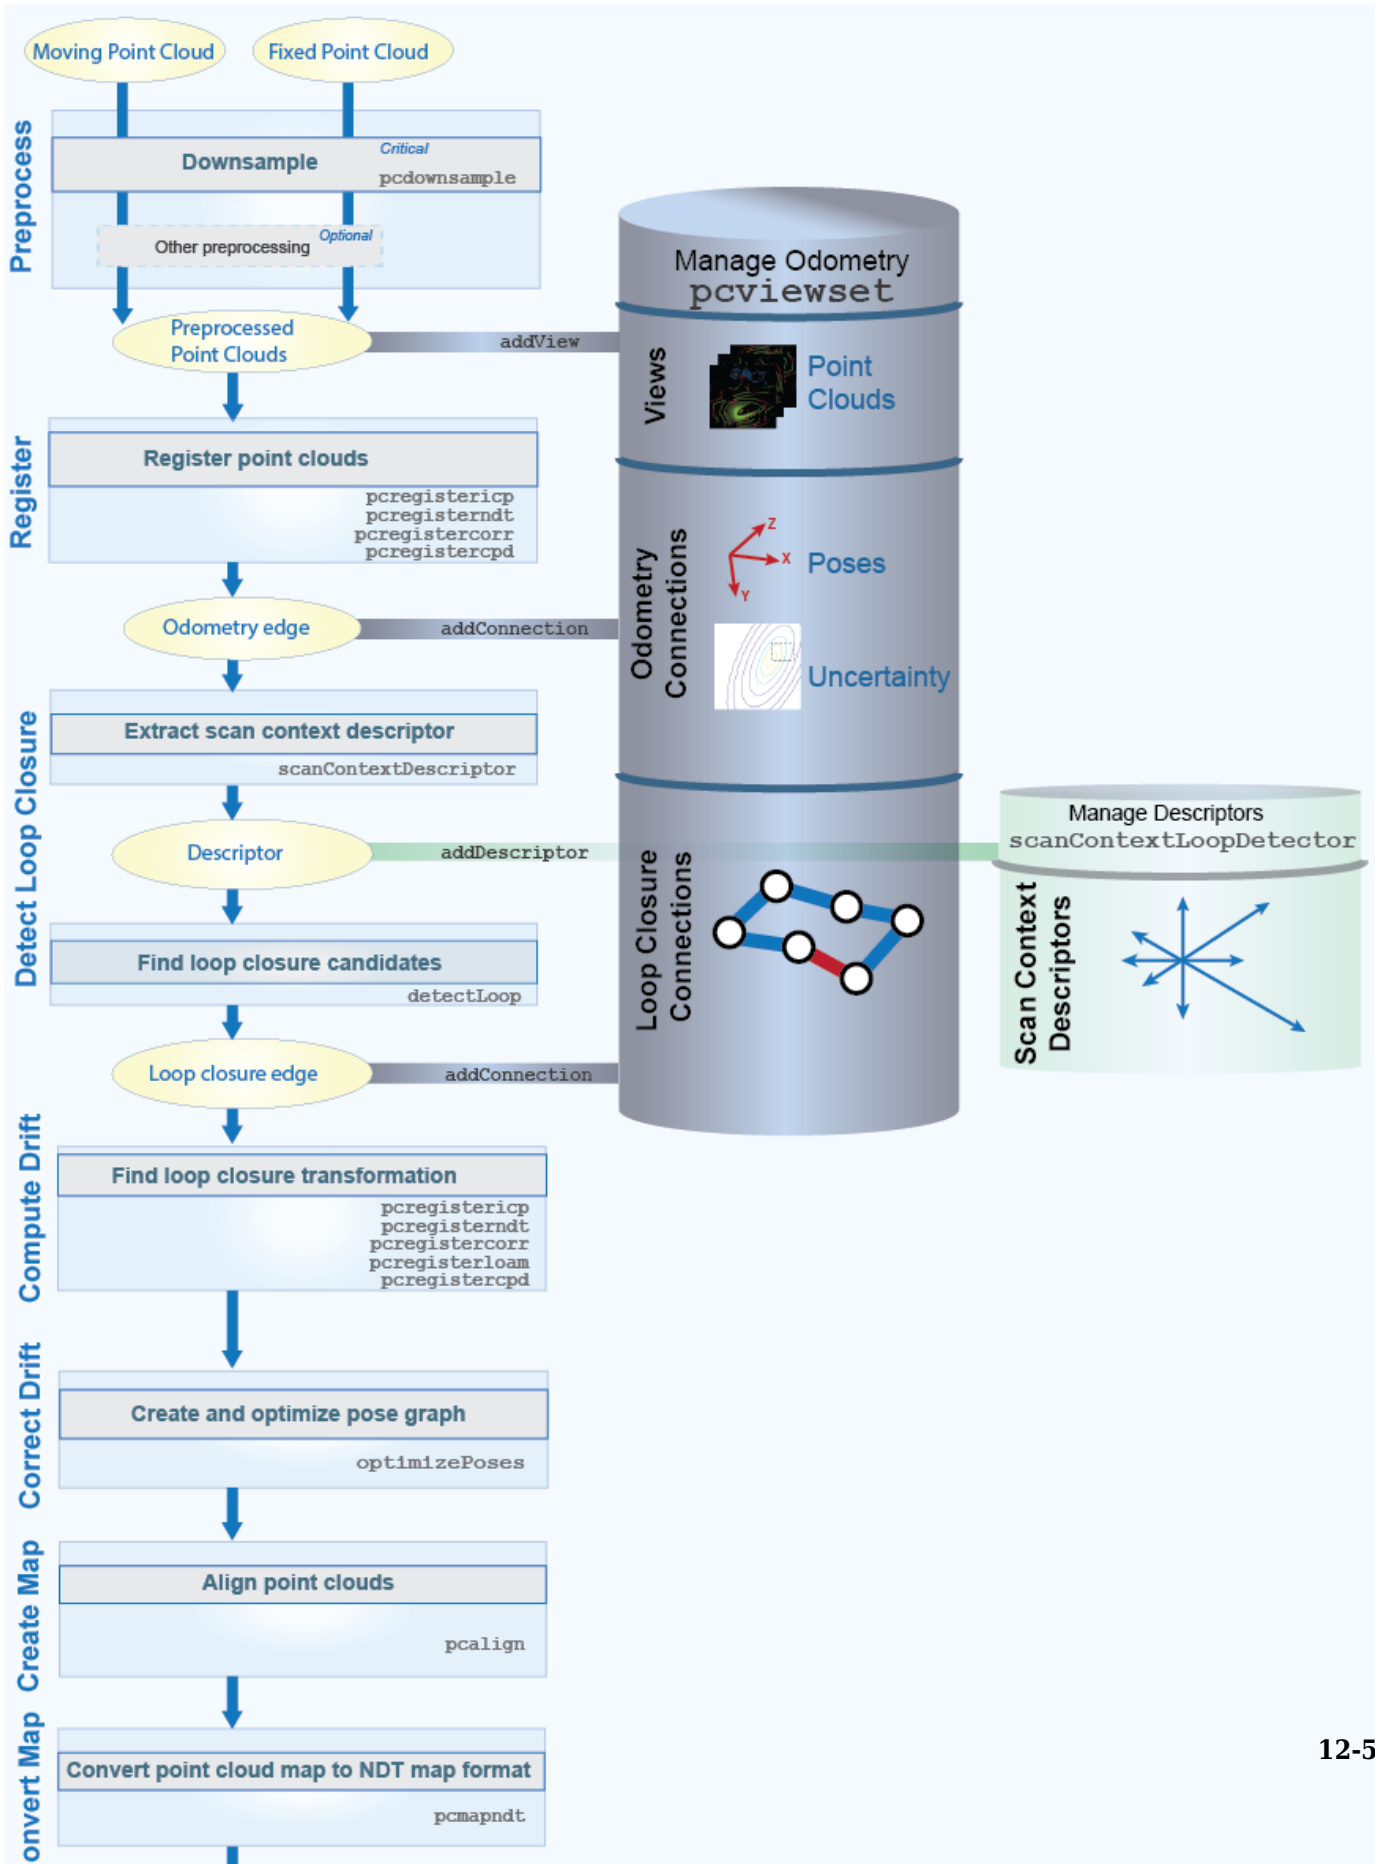 Moving Point Cloud
Fixed Point Cloud
Preprocess
Downsample
Critical
pcdownsample
Other preprocessing
Optional
Preprocessed
Point Clouds
addView
Manage Odometry
pcviewset
Views
Point
Clouds
Register
Register point clouds
pcregistericp
pcregisterndt
pcregistercorr
pcregistercpd
Odometry edge
addConnection
Odometry
Connections
Z
X
Y
Poses
Uncertainty
Detect Loop Closure
Extract scan context descriptor
scanContextDescriptor
Descriptor
addDescriptor
Manage Descriptors
scanContextLoopDetector
Scan Context
Descriptors
Loop Closure
Connections
Find loop closure candidates
detectLoop
Loop closure edge
addConnection
Compute Drift
Find loop closure transformation
pcregistericp
pcregisterndt
pcregistercorr
pcregisterloam
pcregistercpd
Correct Drift
Create and optimize pose graph
optimizePoses
Create Map
Align point clouds
pcalign
onvert Map
Convert point cloud map to NDT map format
pcmapndt
12-5